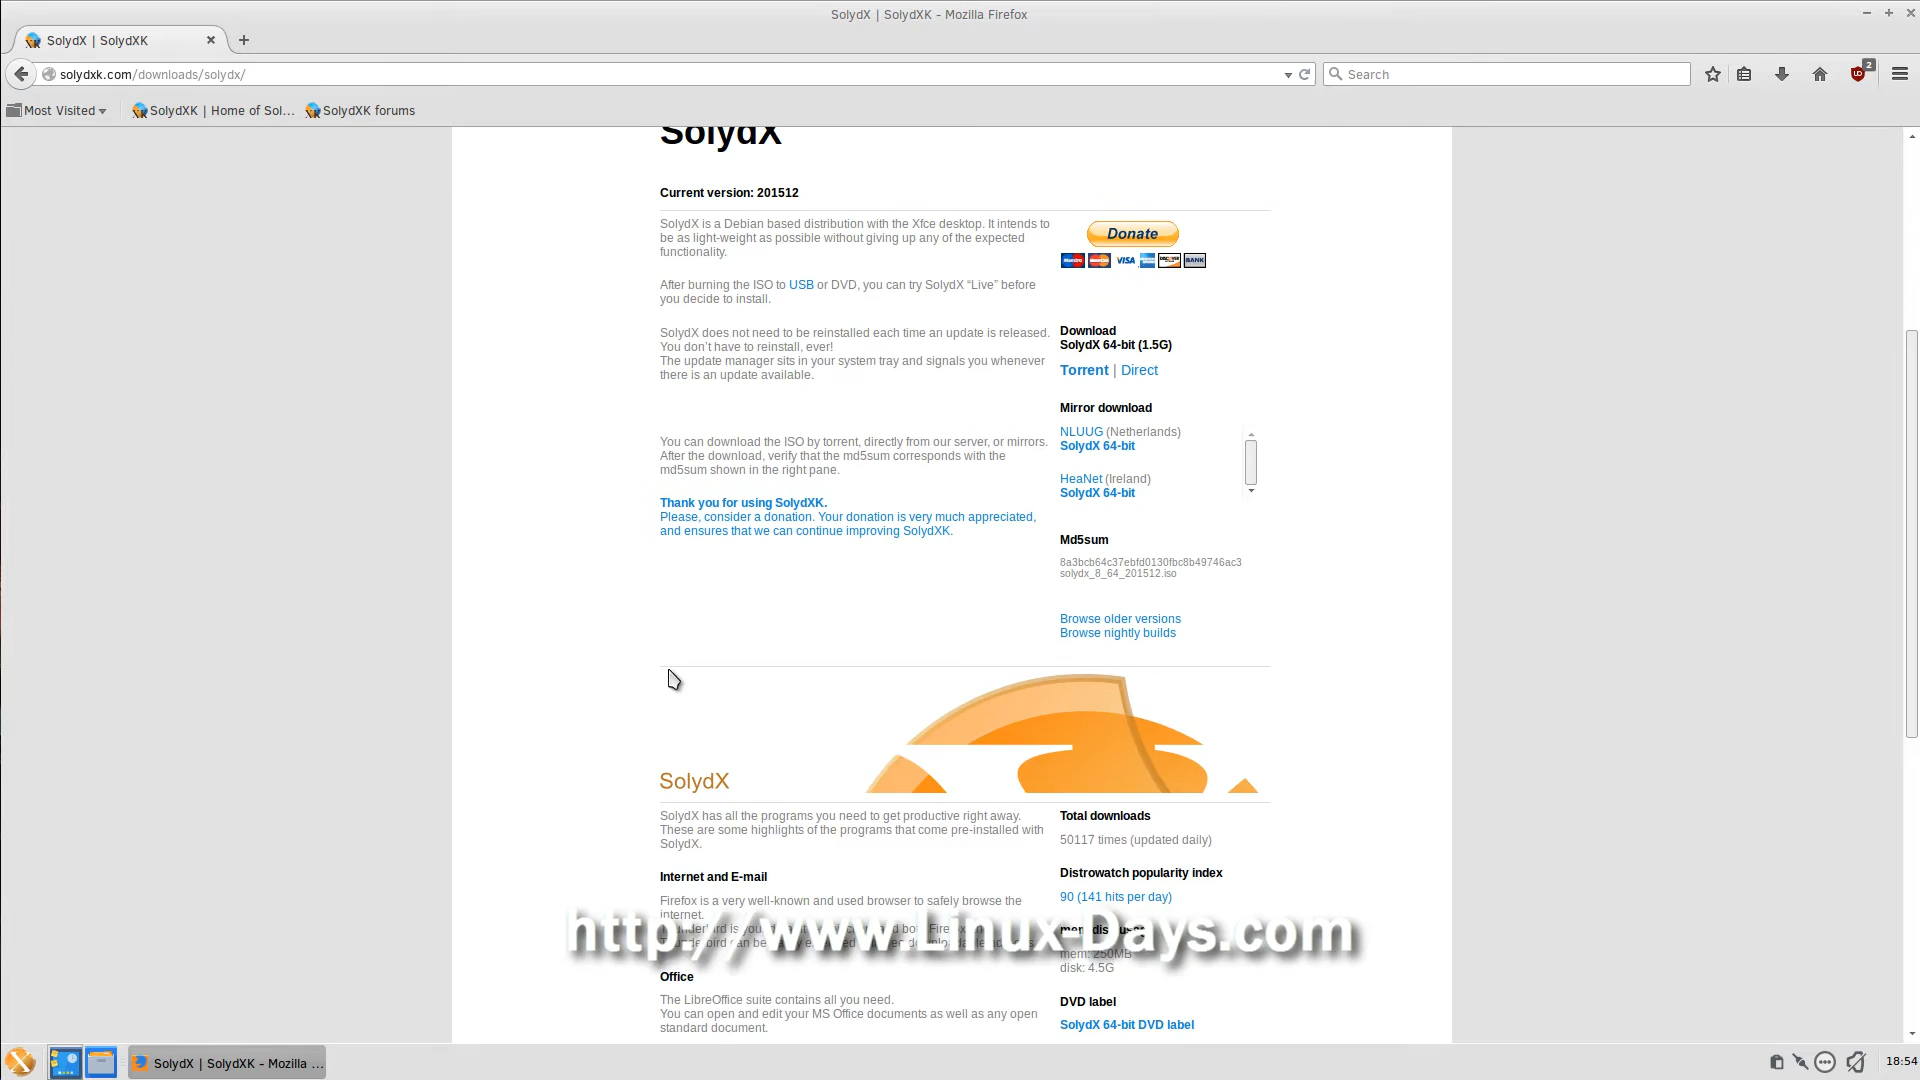 SolydX | SolydXK - Mozilla Firefox
SolydX | SolydXK
solydxk.com/downloads/solydx/
Search
2
Most Visited
SolydXK | Home of Sol...
SolydXK forums
SolydX
Current version: 201512
SolydX is a Debian based distribution with the Xfce desktop. It intends to
be as light-weight as possible without giving up any of the expected
functionality.
After burning the ISO to USB or DVD, you can try SolydX “Live” before
you decide to install.
SolydX does not need to be reinstalled each time an update is released.
You don’t have to reinstall, ever!
The update manager sits in your system tray and signals you whenever
there is an update available.
You can download the ISO by torrent, directly from our server, or mirrors.
After the download, verify that the md5sum corresponds with the
md5sum shown in the right pane.
Thank you for using SolydXK.
Please, consider a donation. Your donation is very much appreciated,
and ensures that we can continue improving SolydXK.
Donate
VISA
BANK
Download
SolydX 64-bit (1.5G)
Torrent | Direct
Mirror download
NLUUG (Netherlands)
SolydX 64-bit
HeaNet (Ireland)
SolydX 64-bit
Md5sum
8a3bcb64c37ebfd0130fbc8b49746ac3
solydx_8_64_201512.iso
Browse older versions
Browse nightly builds
SolydX
SolydX has all the programs you need to get productive right away.
These are some highlights of the programs that come pre-installed with
SolydX.
Internet and E-mail
Firefox is a very well-known and used browser to safely browse the
internet.
Office
The LibreOffice suite contains all you need.
You can open and edit your MS Office documents as well as any open
standard document.
Total downloads
50117 times (updated daily)
Distrowatch popularity index
90 (141 hits per day)
mem: 250MB
disk: 4.5G
DVD label
SolydX 64-bit DVD label
http://www.Linux-Days.com
SolydX | SolydXK - Mozilla ...
18:54